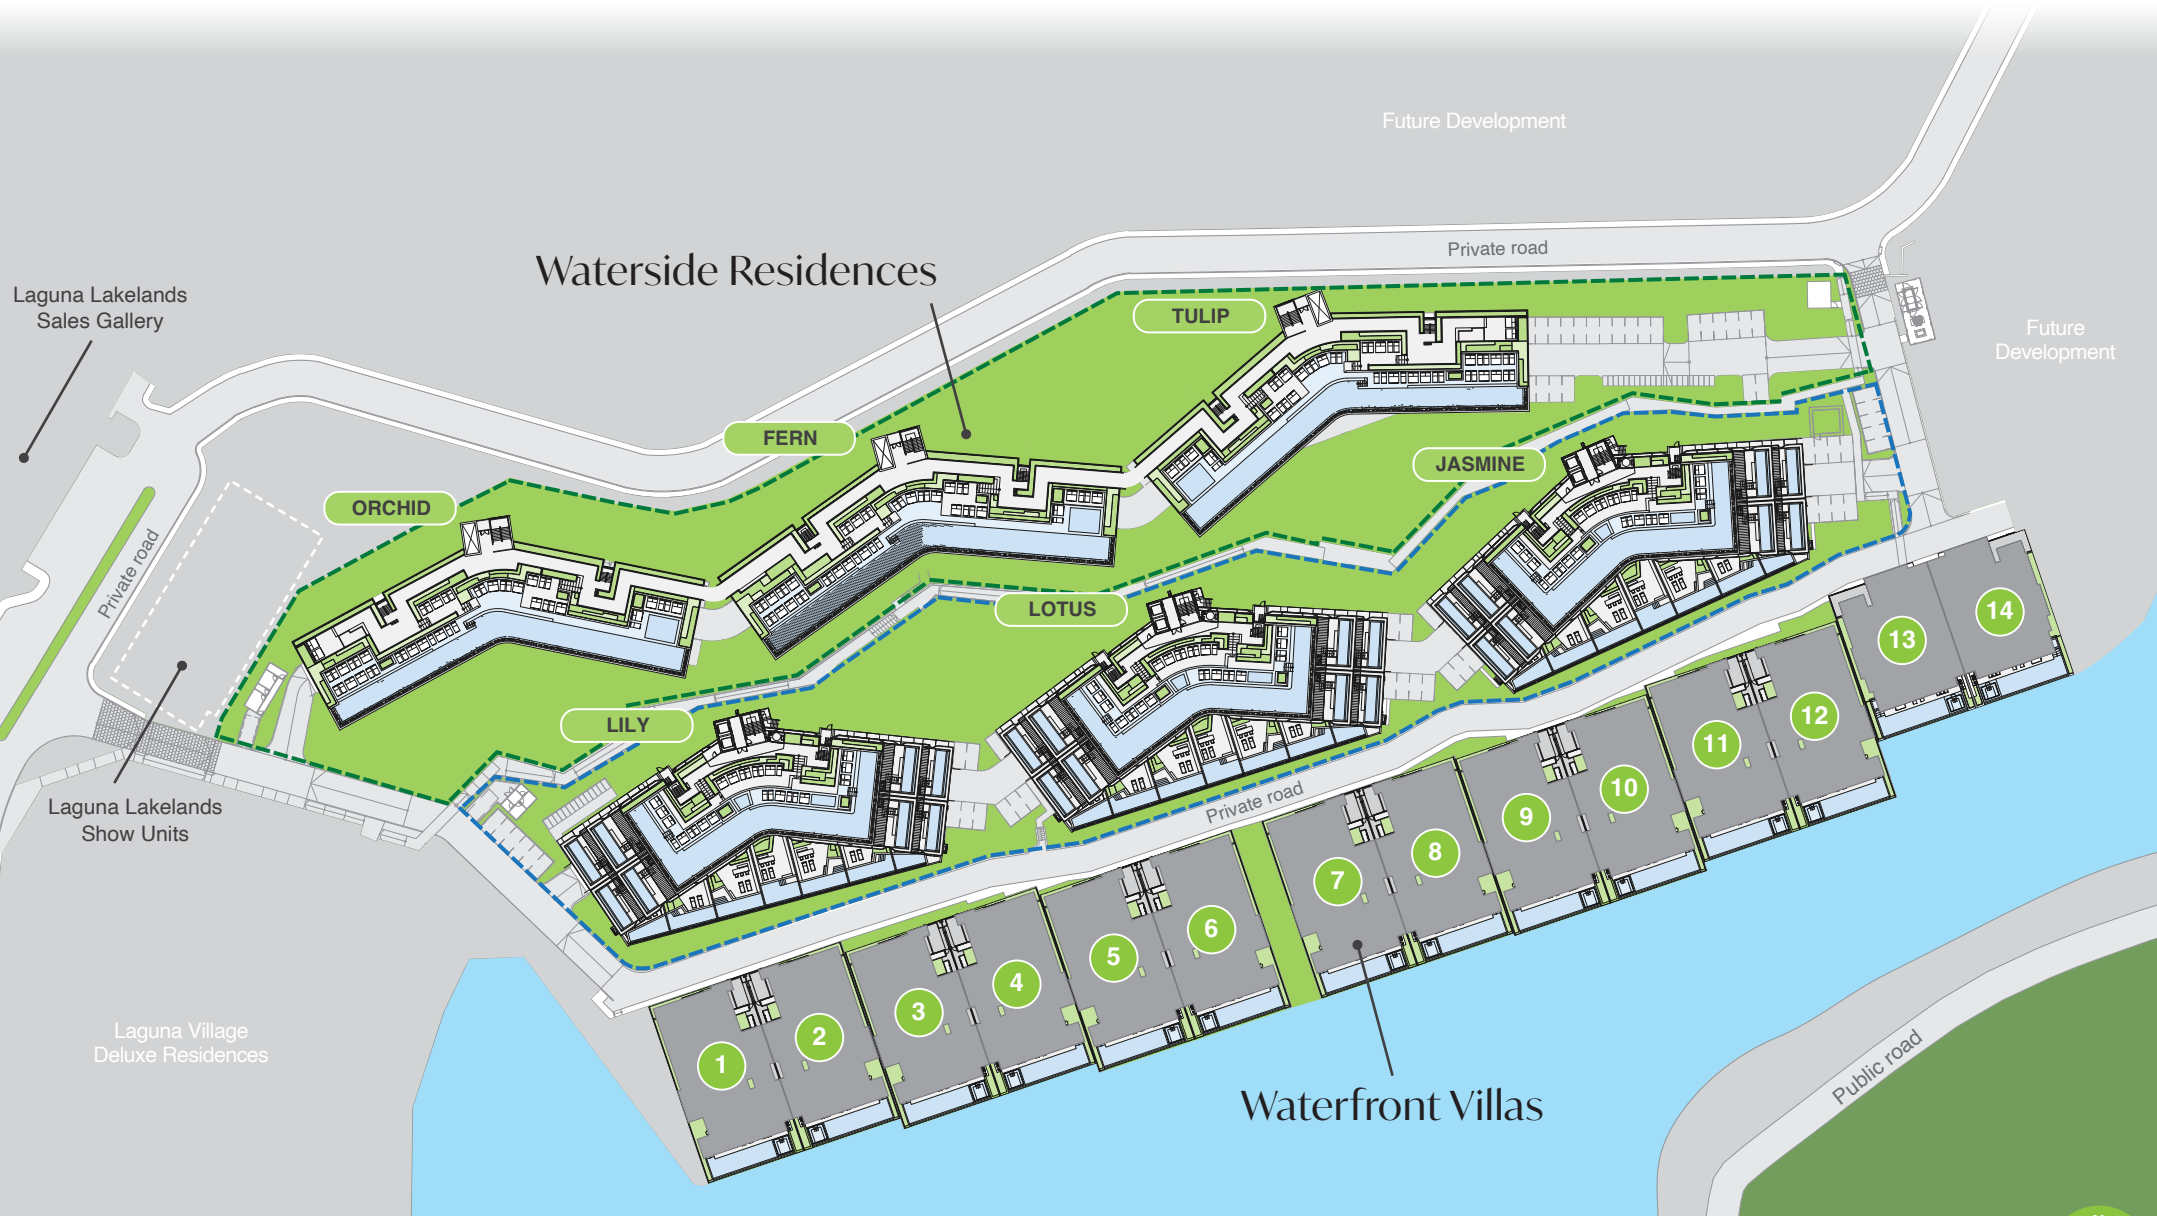 Future Development
Private road
Waterside Residences
Laguna Lakelands
Sales Gallery
TULIP
Future
Development
FERN
JASMINE
ORCHID
Private road
LOTUS
14
13
LILY
12
11
Private road
10
9
8
7
6
5
4
3
2
1
Laguna Lakelands
Show Units
Laguna Village
Deluxe Residences
Waterfront Villas
Public road